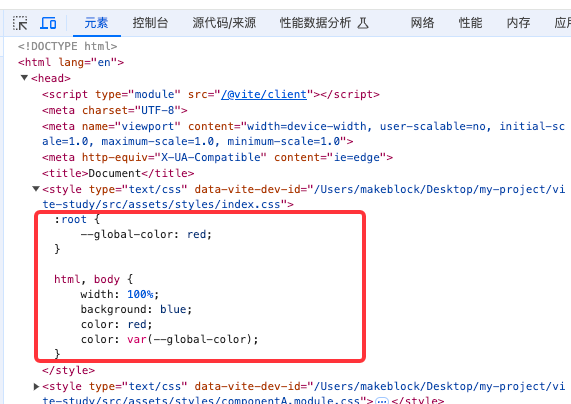 元素 控制台 源代码/来源 性能数据分析 网络 性能 内存
<!DOCTYPE html>
<html lang="en">
<head>
<script type="module" src="/@vite/client"></script>
<meta charset="UTF-8">
<meta name="viewport" content="width=device-width, user-scalable=no, initial-sc
ale=1.0, maximum-scale=1.0, minimum-scale=1.0">
<meta http-equiv="X-UA-Compatible" content="ie=edge">
<title>Document</title>
<style type="text/css" data-vite-dev-id="/Users/makeblock/Desktop/my-project/vi
te-study/src/assets/styles/index.css">
:root {
--global-color: red;
}
html, body {
width: 100%;
background: blue;
color: red;
color: var(--global-color);
}
</style>
<style type="text/css" data-vite-dev-id="/Users/makeblock/Desktop/my-project/vi
te-study/src/assets/styles/componentA.module.css">⋯</style>